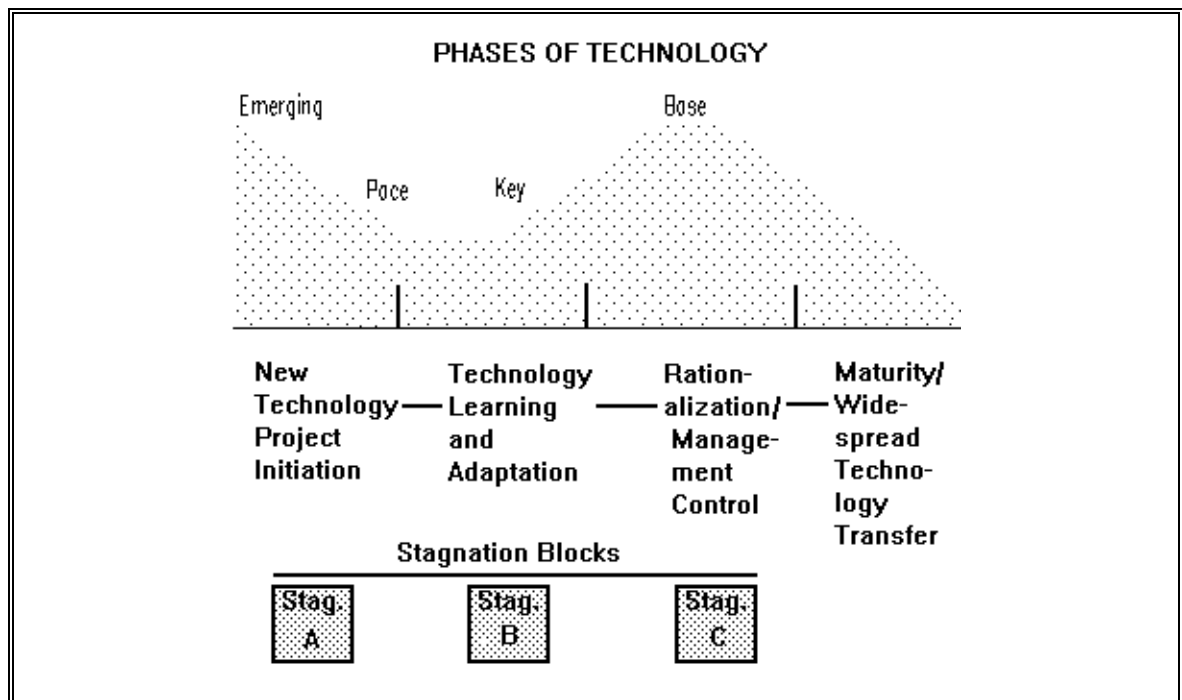 PHASES OF TECHNOLOGY
Emerging
Base
Pace
Key
New
Technology
Project
Initiation
Technology
Learning
and
Adaptation
Ration-
alization/
Manage-
ment
Control
Maturity/
Wide-
spread
Techno-
logy
Transfer
Stagnation Blocks
Stag.
A
Stag.
B
Stag.
C